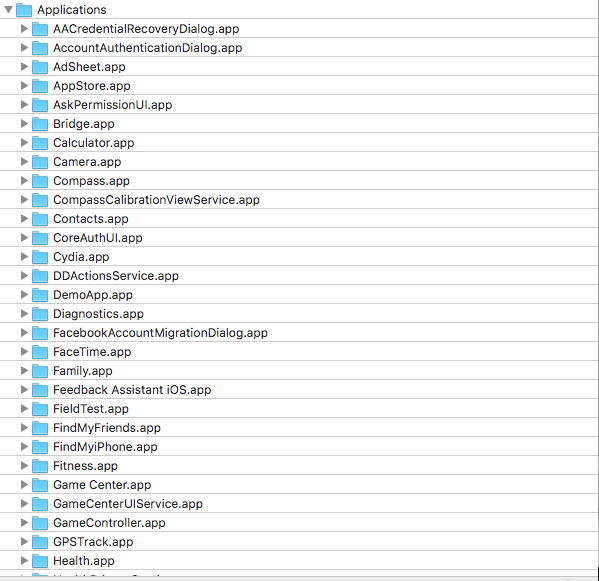 Applications
AACredentialRecoveryDialog.app
AccountAuthenticationDialog.app
AdSheet.app
AppStore.app
AskPermissionUI.app
Bridge.app
Calculator.app
Camera.app
Compass.app
CompassCalibrationViewService.app
Contacts.app
CoreAuthUI.app
Cydia.app
DDActionsService.app
DemoApp.app
Diagnostics.app
FacebookAccountMigrationDialog.app
FaceTime.app
Family.app
Feedback Assistant iOS.app
FieldTest.app
FindMyFriends.app
FindMyiPhone.app
Fitness.app
Game Center.app
GameCenterUIService.app
GameController.app
GPSTrack.app
Health.app